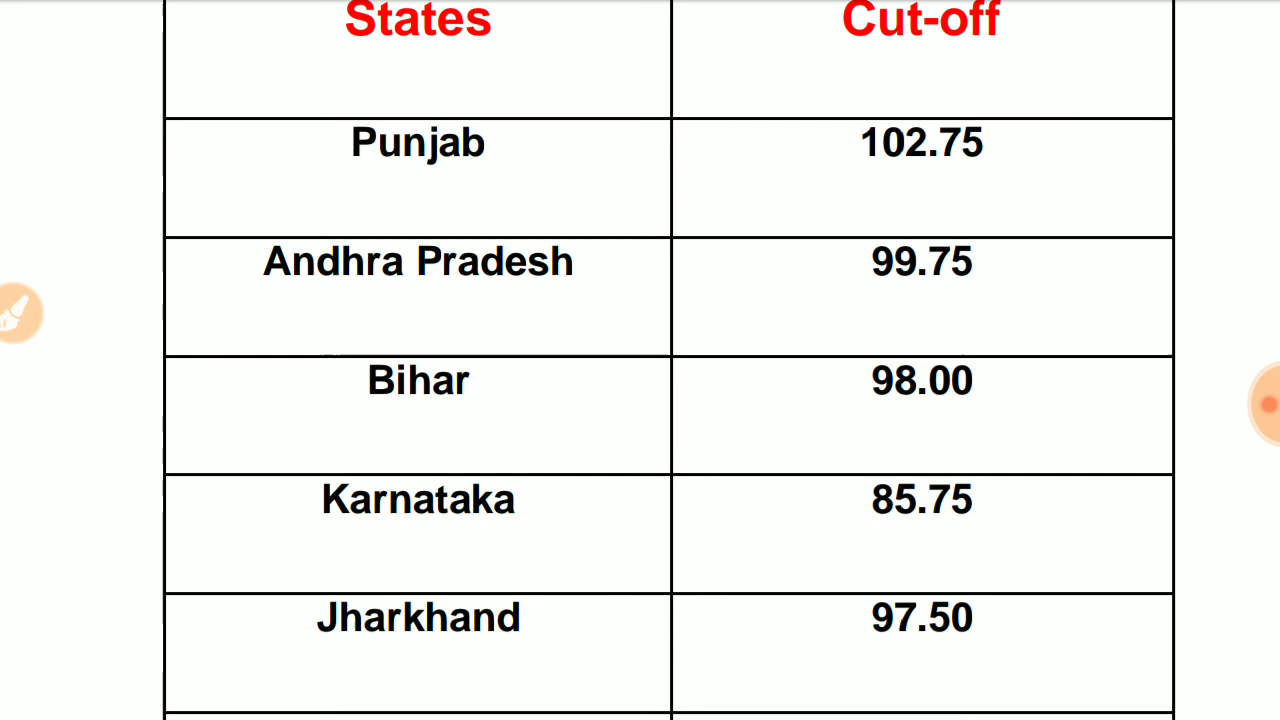 States Cut-off
Punjab 102.75
Andhra Pradesh 99.75
Bihar 98.00
Karnataka 85.75
Jharkhand 97.50